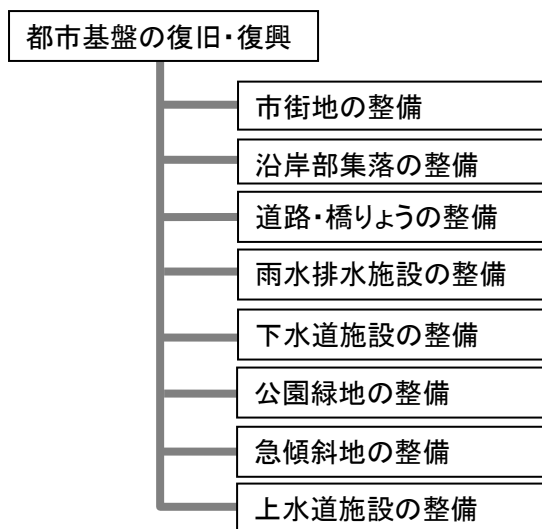 都市基盤の復旧・復興
市街地の整備
沿岸部集落の整備
道路・橋りょうの整備
雨水排水施設の整備
下水道施設の整備
公園緑地の整備
急傾斜地の整備
上水道施設の整備